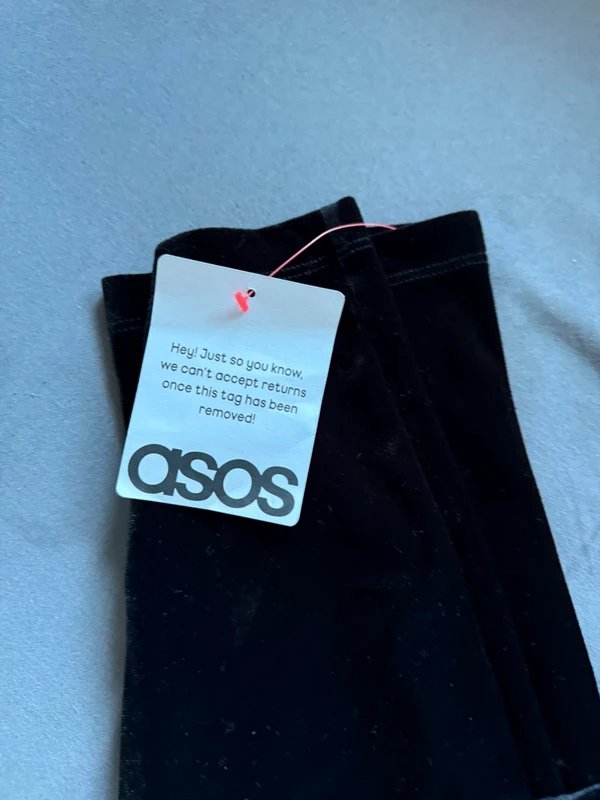 Hey! Just so you know,
we can't accept returns
once this tag has been
removed!
asos